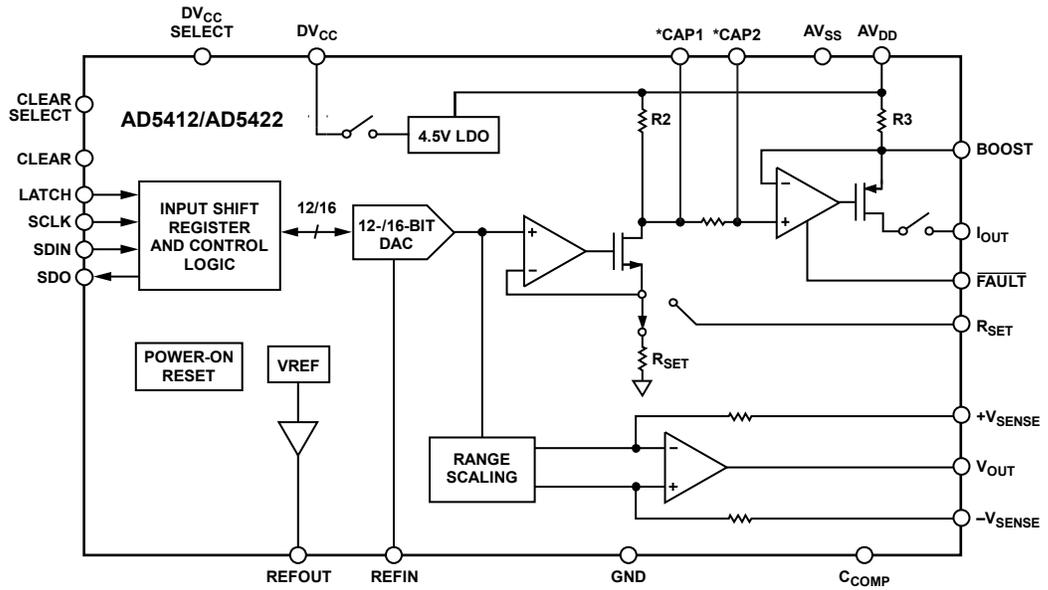 DVCC
SELECT
DVCC
*CAP1
*CAP2
AVSS
AVDD
CLEAR
SELECT
AD5412/AD5422
4.5V LDO
R2
R3
CLEAR
BOOST
LATCH
SCLK
SDIN
SDO
INPUT SHIFT
REGISTER
AND CONTROL
LOGIC
12/16
12-/16-BIT
DAC
+
−
−
+
IOUT
FAULT
RSET
RSET
POWER-ON
RESET
VREF
+VSENSE
RANGE
SCALING
−
+
VOUT
–VSENSE
REFOUT
REFIN
GND
CCOMP